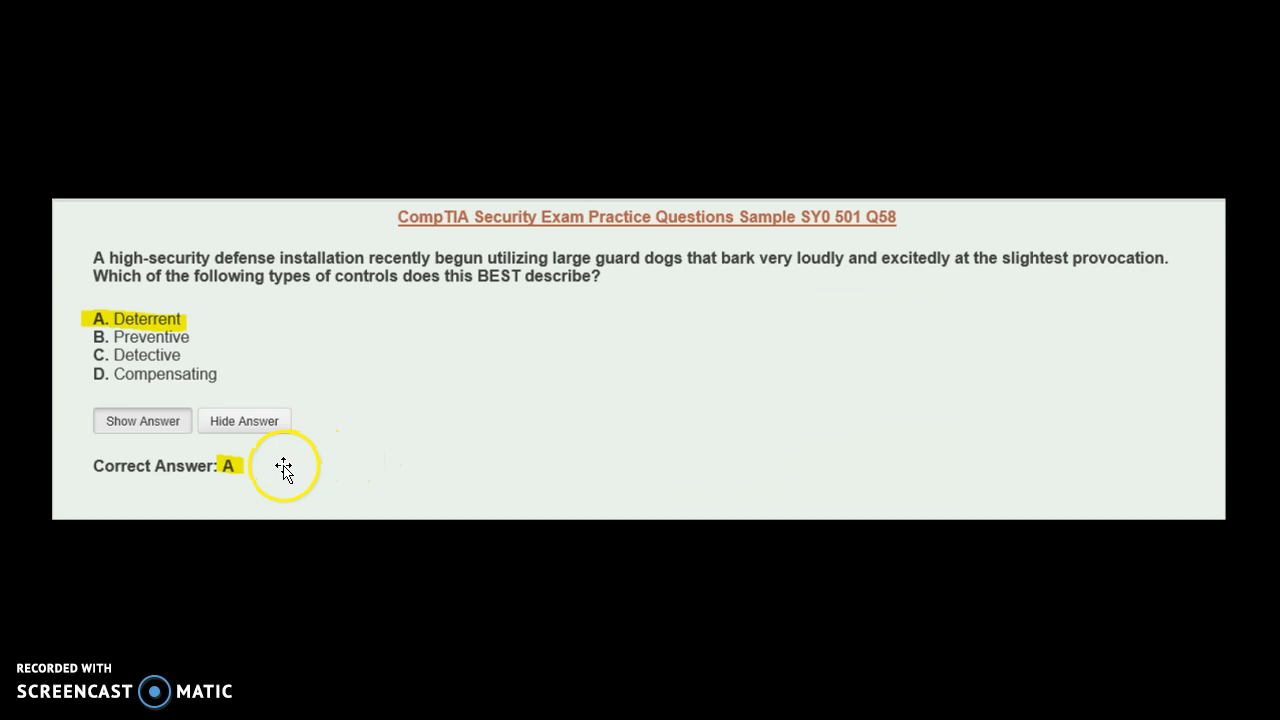 CompTIA Security Exam Practice Questions Sample SY0 501 Q58
A high-security defense installation recently begun utilizing large guard dogs that bark very loudly and excitedly at the slightest provocation.
Which of the following types of controls does this BEST describe?
A. Deterrent
B. Preventive
C. Detective
D. Compensating
Show Answer Hide Answer
Correct Answer: A
RECORDED WITH
SCREENCAST MATIC